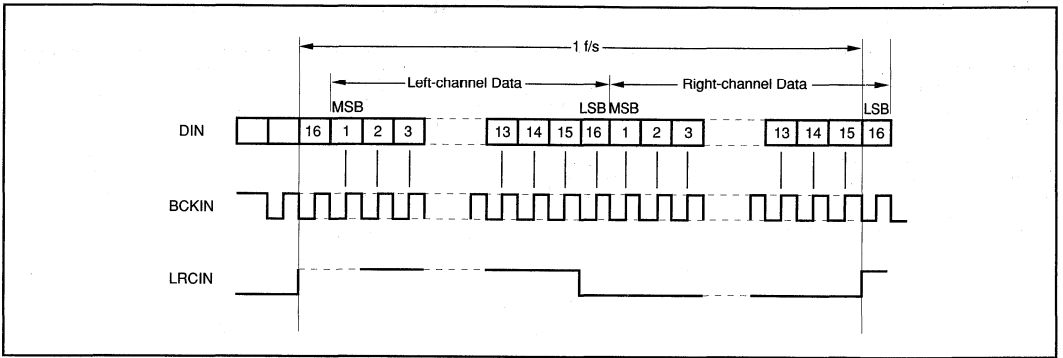 1 f/s
Left-channel Data
Right-channel Data
MSB
LSB MSB
LSB
DIN
16 1 2 3 13 14 15 16 1 2 3 13 14 15 16
BCKIN
LRCIN